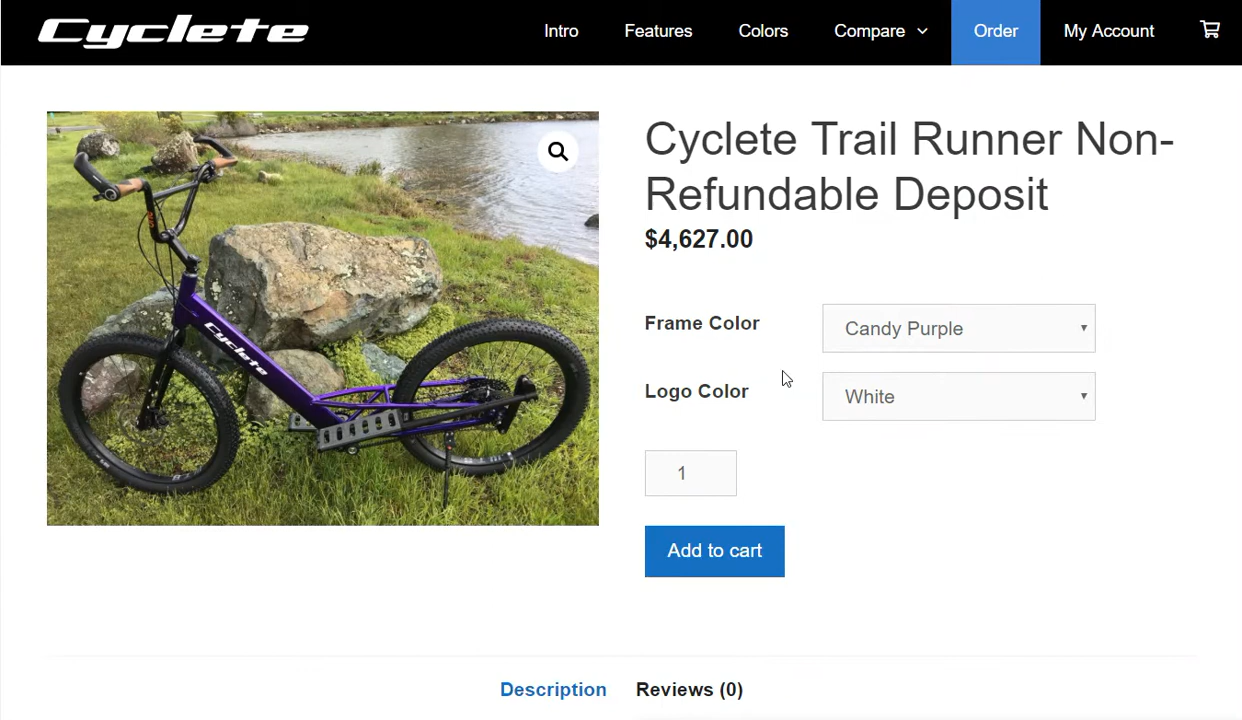 Cyclete
Intro
Features
Colors
Compare
Order
My Account
Cyclete
Cyclete Trail Runner Non-
Refundable Deposit
$4,627.00
Frame Color
Candy Purple
Logo Color
White
1
Add to cart
Description
Reviews (0)